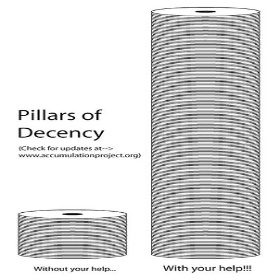 Pillars of
Decency
(Check for updates at-->
www.accumulationproject.org)
Without your help...
With your help!!!